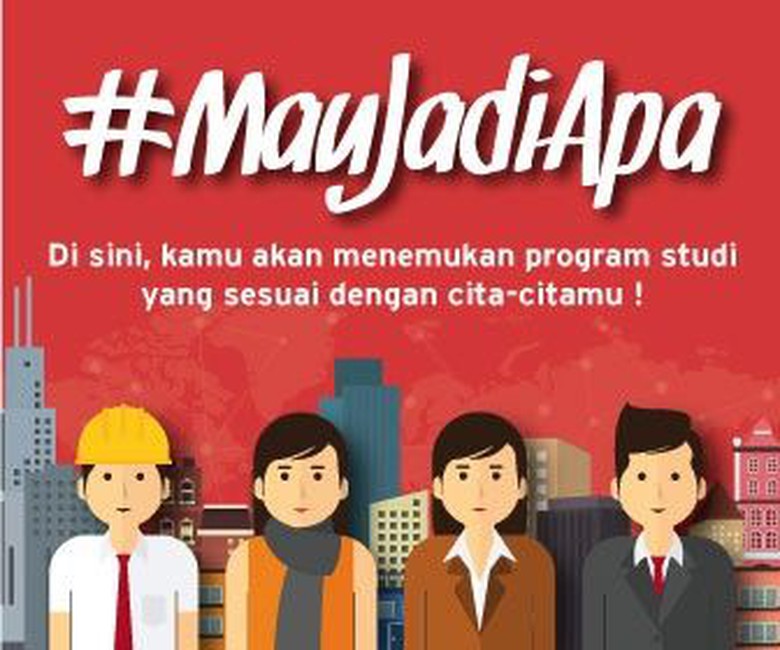 #MauJadiApa
Di sini, kamu akan menemukan program studi
yang sesuai dengan cita-citamu !